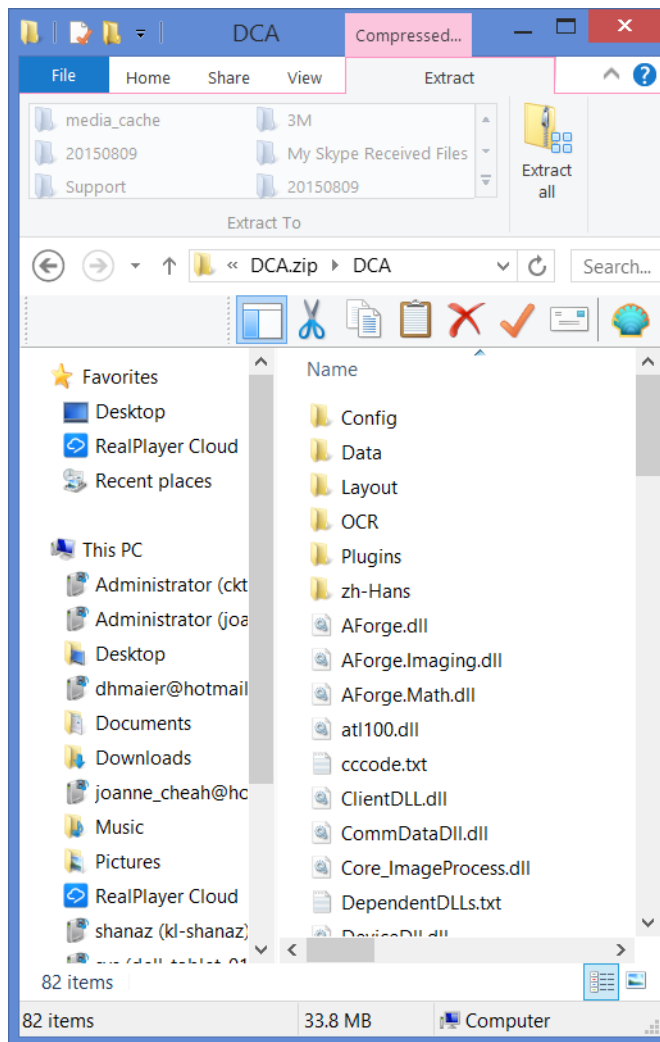 DCA
Compressed...
File Home Share View Extract
media_cache 3M
20150809 My Skype Received Files
Support 20150809
Extract all
Extract To
« DCA.zip DCA Search...
Name
Favorites
Desktop
RealPlayer Cloud
Recent places
This PC
Administrator (ckt
Administrator (joa
Desktop
dhmaier@hotmail
Documents
Downloads
joanne_cheah@ho
Music
Pictures
RealPlayer Cloud
shanaz (kl-shanaz)
Config
Data
Layout
OCR
Plugins
zh-Hans
AForge.dll
AForge.Imaging.dll
AForge.Math.dll
atl100.dll
cccode.txt
ClientDLL.dll
CommDataDll.dll
Core_ImageProcess.dll
DependentDLLs.txt
DeviceDll.dll
82 items
82 items 33.8 MB Computer